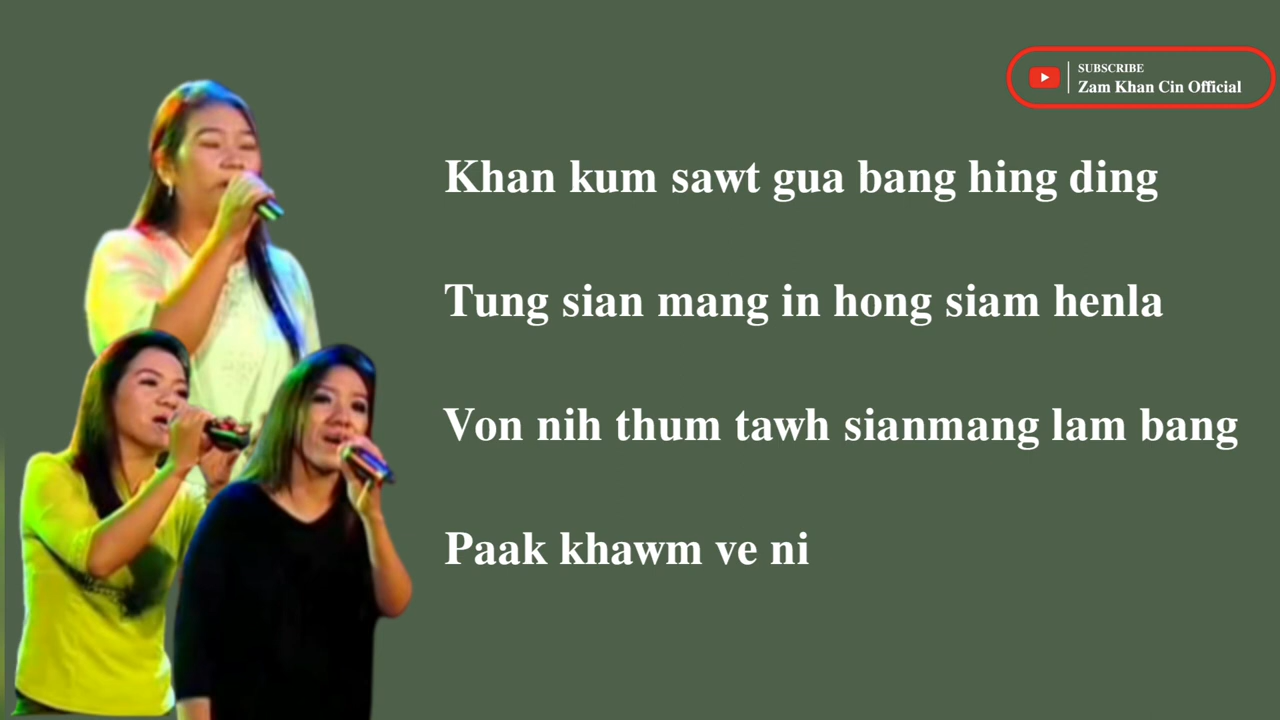 SUBSCRIBE
Zam Khan Cin Official
Khan kum sawt gua bang hing ding
Tung sian mang in hong siam henla
Von nih thum tawh sianmang lam bang
Paak khawm ve ni